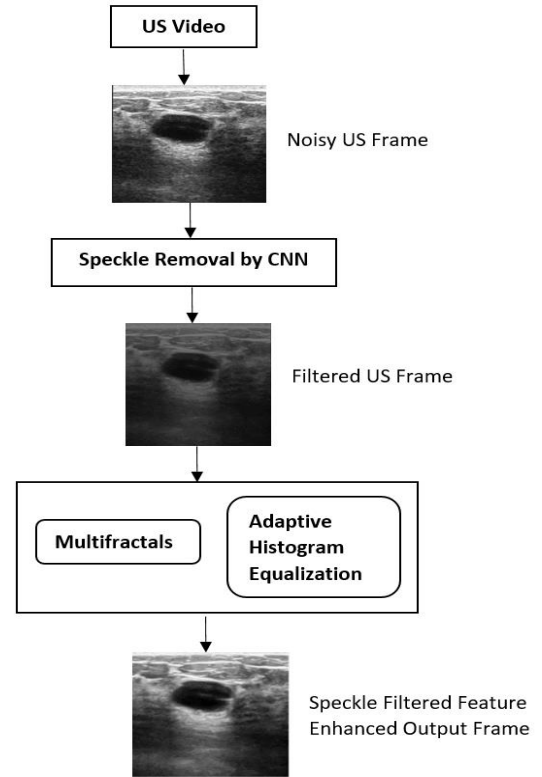 US Video
Noisy US Frame
Speckle Removal by CNN
Filtered US Frame
Multifractals
Adaptive
Histogram
Equalization
Speckle Filtered Feature
Enhanced Output Frame